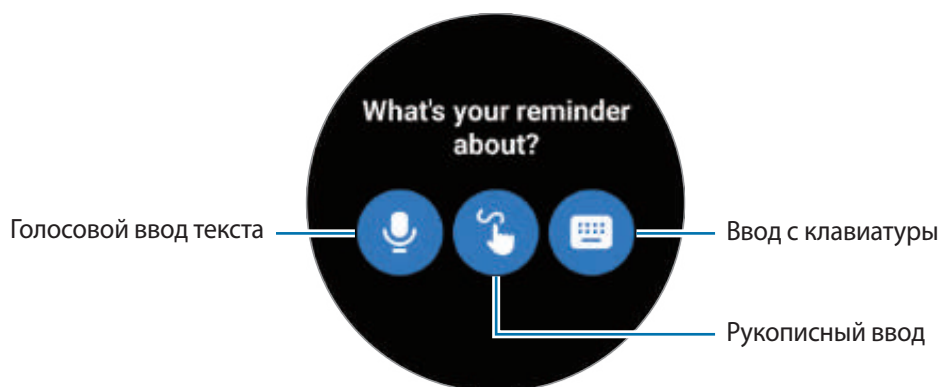 What's your reminder
about?
Голосовой ввод текста
Ввод с клавиатуры
Рукописный ввод